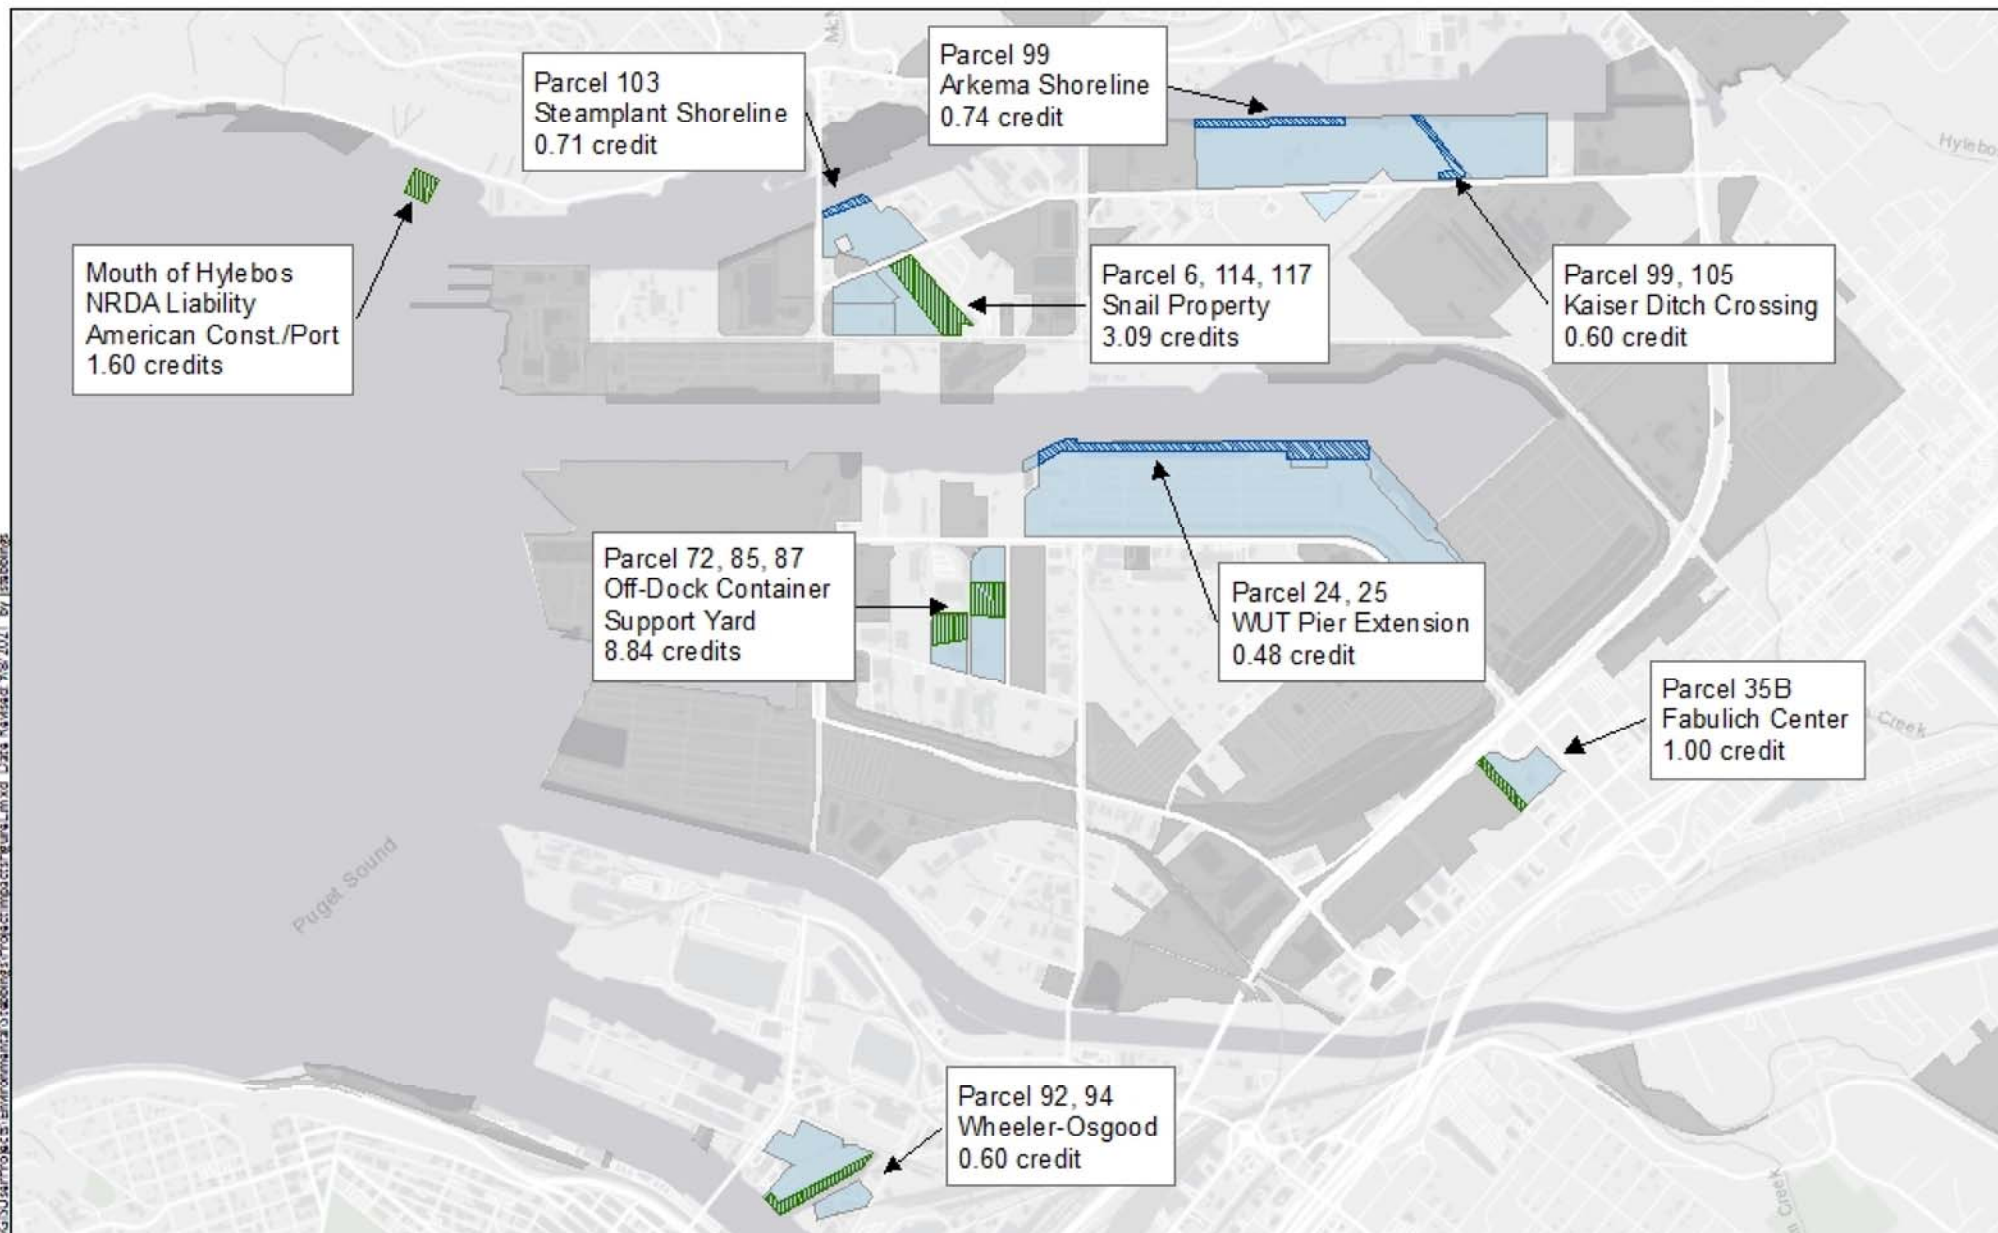 Parcel 103
Steamplant Shoreline
0.71 credit
Parcel 99
Arkema Shoreline
0.74 credit
Mouth of Hylebos
NRDA Liability
American Const./Port
1.60 credits
Parcel 6, 114, 117
Snail Property
3.09 credits
Parcel 99, 105
Kaiser Ditch Crossing
0.60 credit
Parcel 72, 85, 87
Off-Dock Container
Support Yard
8.84 credits
Parcel 24, 25
WUT Pier Extension
0.48 credit
Parcel 35B
Fabulich Center
1.00 credit
Creek
Puget Sound
Parcel 92, 94
Wheeler-Osgood
0.60 credit
Creek